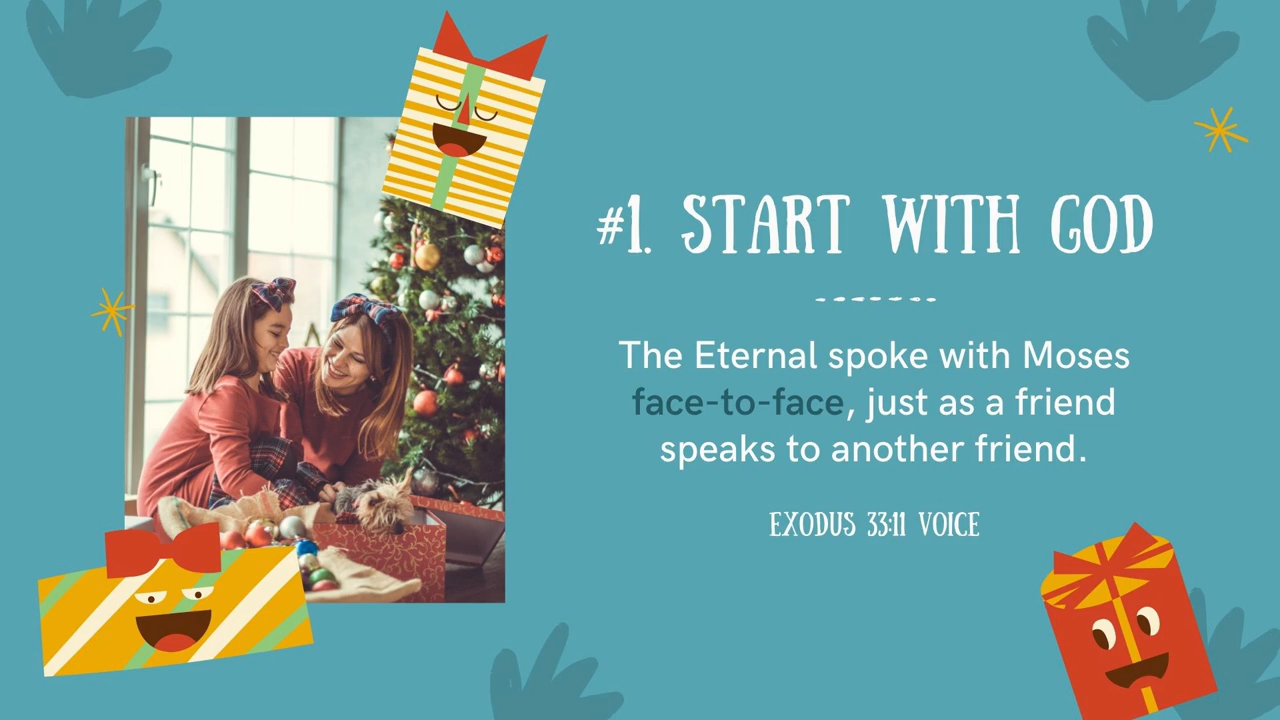 #1. START WITH GOD
The Eternal spoke with Moses
face-to-face, just as a friend
speaks to another friend.
EXODUS 33:11 VOICE